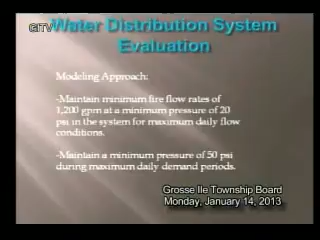 GITV
Water Distribution System
Evaluation
Modeling Approach:
-Maintain minimum fire flow rates of
1,200 gpm at a minimum pressure of 20
psi in the system for maximum daily flow
conditions.
-Maintain a minimum pressure of 50 psi
during maximum daily demand periods.
Grosse Ile Township Board
Monday, January 14, 2013